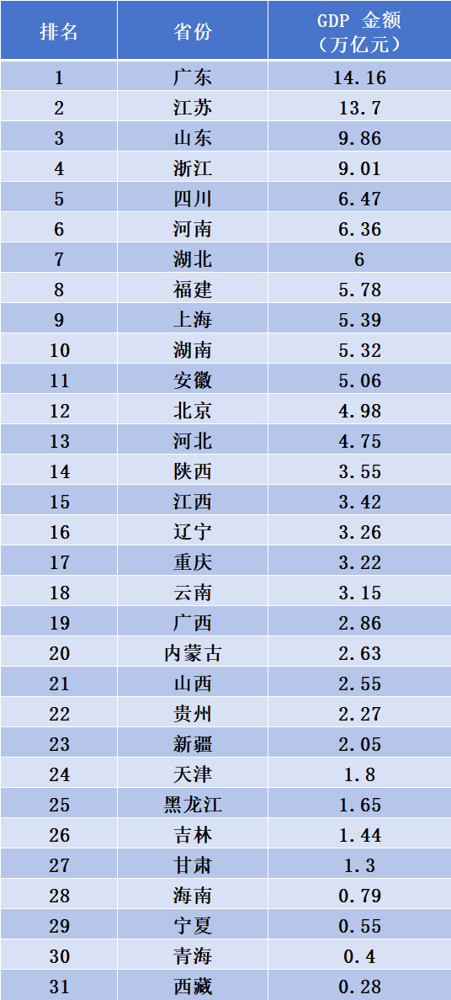 排名 省份 GDP 金额
（万亿元）
1 广东 14.16
2 江苏 13.7
3 山东 9.86
4 浙江 9.01
5 四川 6.47
6 河南 6.36
7 湖北 6
8 福建 5.78
9 上海 5.39
10 湖南 5.32
11 安徽 5.06
12 北京 4.98
13 河北 4.75
14 陕西 3.55
15 江西 3.42
16 辽宁 3.26
17 重庆 3.22
18 云南 3.15
19 广西 2.86
20 内蒙古 2.63
21 山西 2.55
22 贵州 2.27
23 新疆 2.05
24 天津 1.8
25 黑龙江 1.65
26 吉林 1.44
27 甘肃 1.3
28 海南 0.79
29 宁夏 0.55
30 青海 0.4
31 西藏 0.28